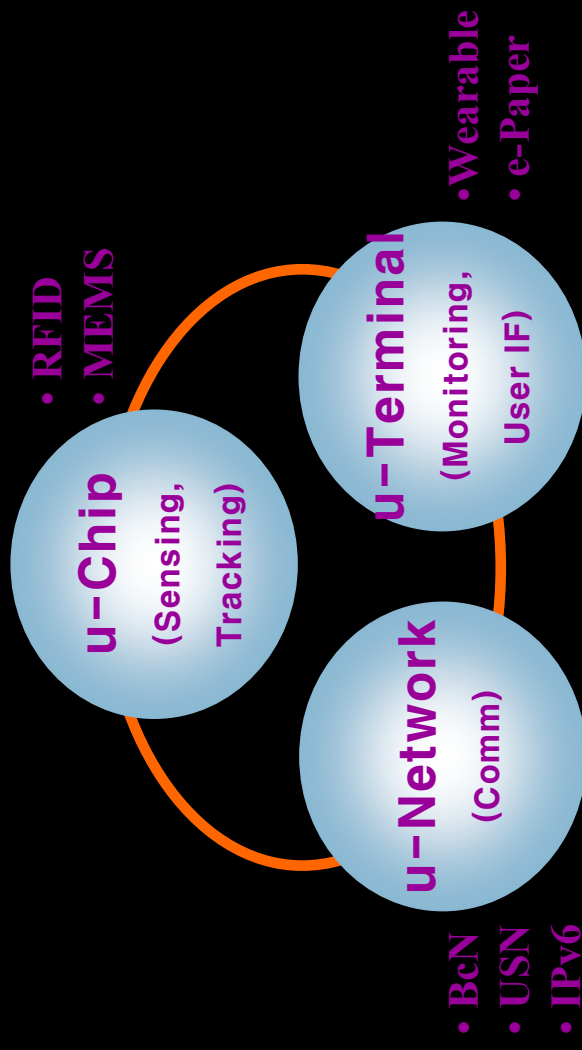 • RFID
• MEMS
u-Chip
(Sensing,
Tracking)
u-Network
(Comm)
u-Terminal
(Monitoring,
User IF)
• BcN
• USN
• IPv6
• Wearable
• e-Paper